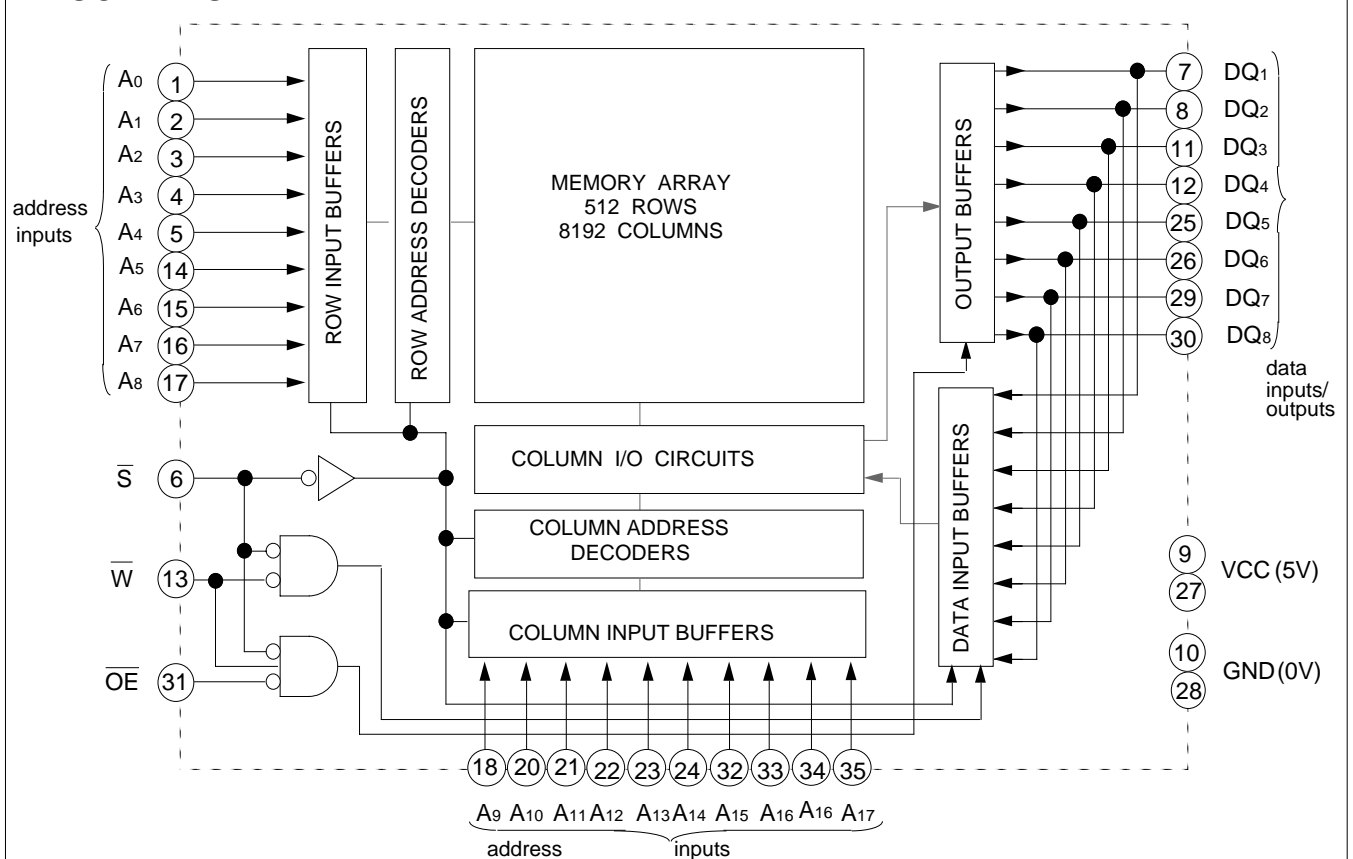 A0 1
A1 2
A2 3
A3 4
A4 5
A5 14
A6 15
A7 16
A8 17
address
inputs
S̅ 6
W̅ 13
O̅E̅ 31
ROW INPUT BUFFERS
ROW ADDRESS DECODERS
MEMORY ARRAY
512 ROWS
8192 COLUMNS
COLUMN I/O CIRCUITS
COLUMN ADDRESS
DECODERS
COLUMN INPUT BUFFERS
OUTPUT BUFFERS
DATA INPUT BUFFERS
7 DQ1
8 DQ2
11 DQ3
12 DQ4
25 DQ5
26 DQ6
29 DQ7
30 DQ8
data
inputs/
outputs
9
27
VCC (5V)
10
28
GND (0V)
18 20 21 22 23 24 32 33 34 35
A9 A10 A11 A12 A13 A14 A15 A16 A16 A17
address inputs